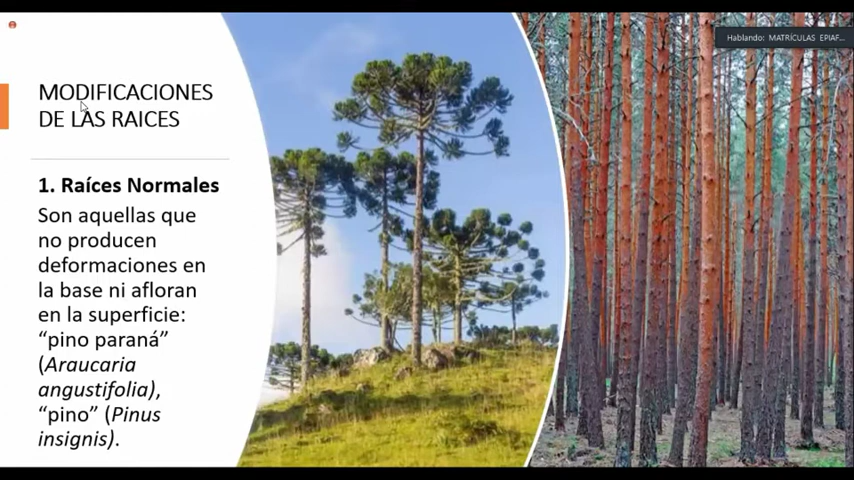 Hablando: MATRÍCULAS EPIAF...
MODIFICACIONES
DE LAS RAICES
1. Raíces Normales
Son aquellas que
no producen
deformaciones en
la base ni afloran
en la superficie:
“pino paraná”
(Araucaria
angustifolia),
“pino” (Pinus
insignis).